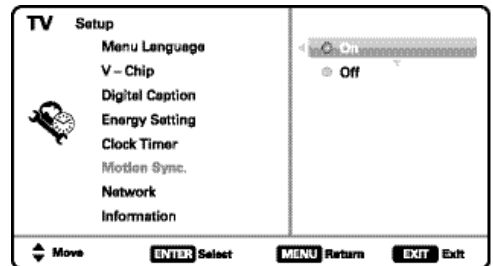 TV Setup
Menu Language
On
V - Chip
Off
Digital Caption
Energy Setting
Clock Timer
Motion Sync.
Network
Information
Move ENTER Select MENU Return EXIT Exit